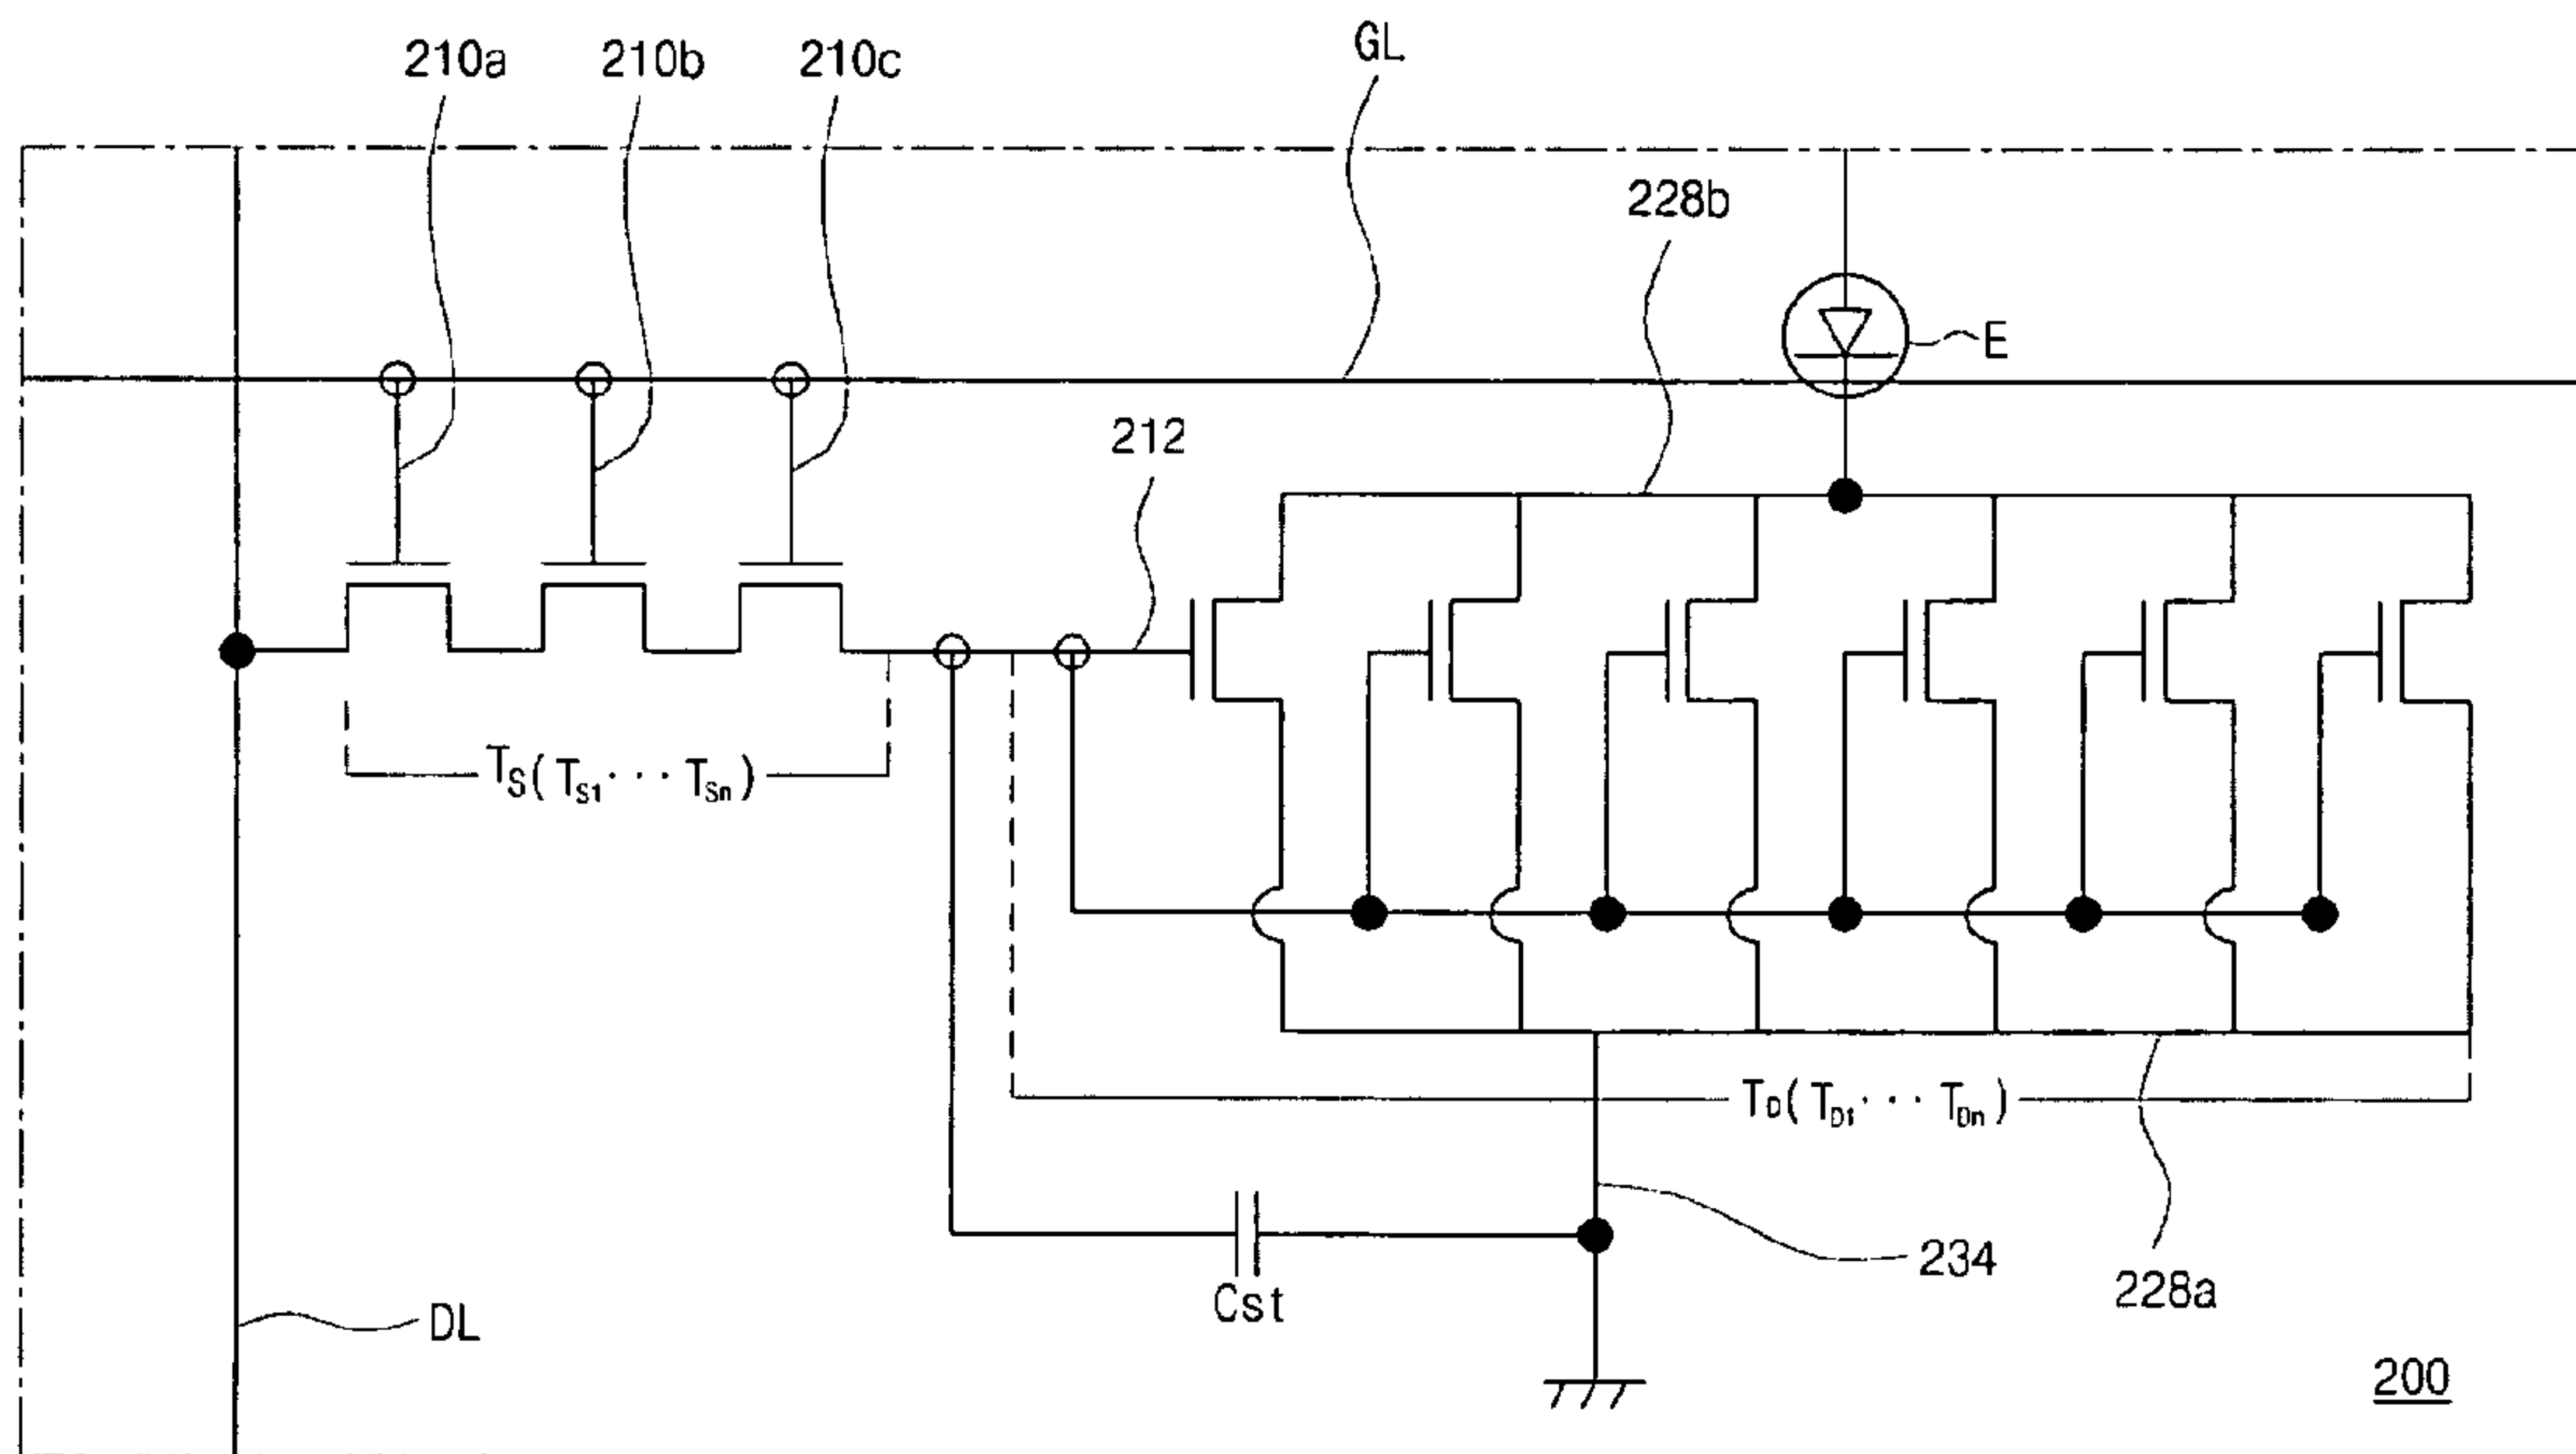 210a 210b 210c GL
228b
E
212
TS(TS1··· TSn)
TD(TD1··· TDn)
234
228a
Cst
DL
200